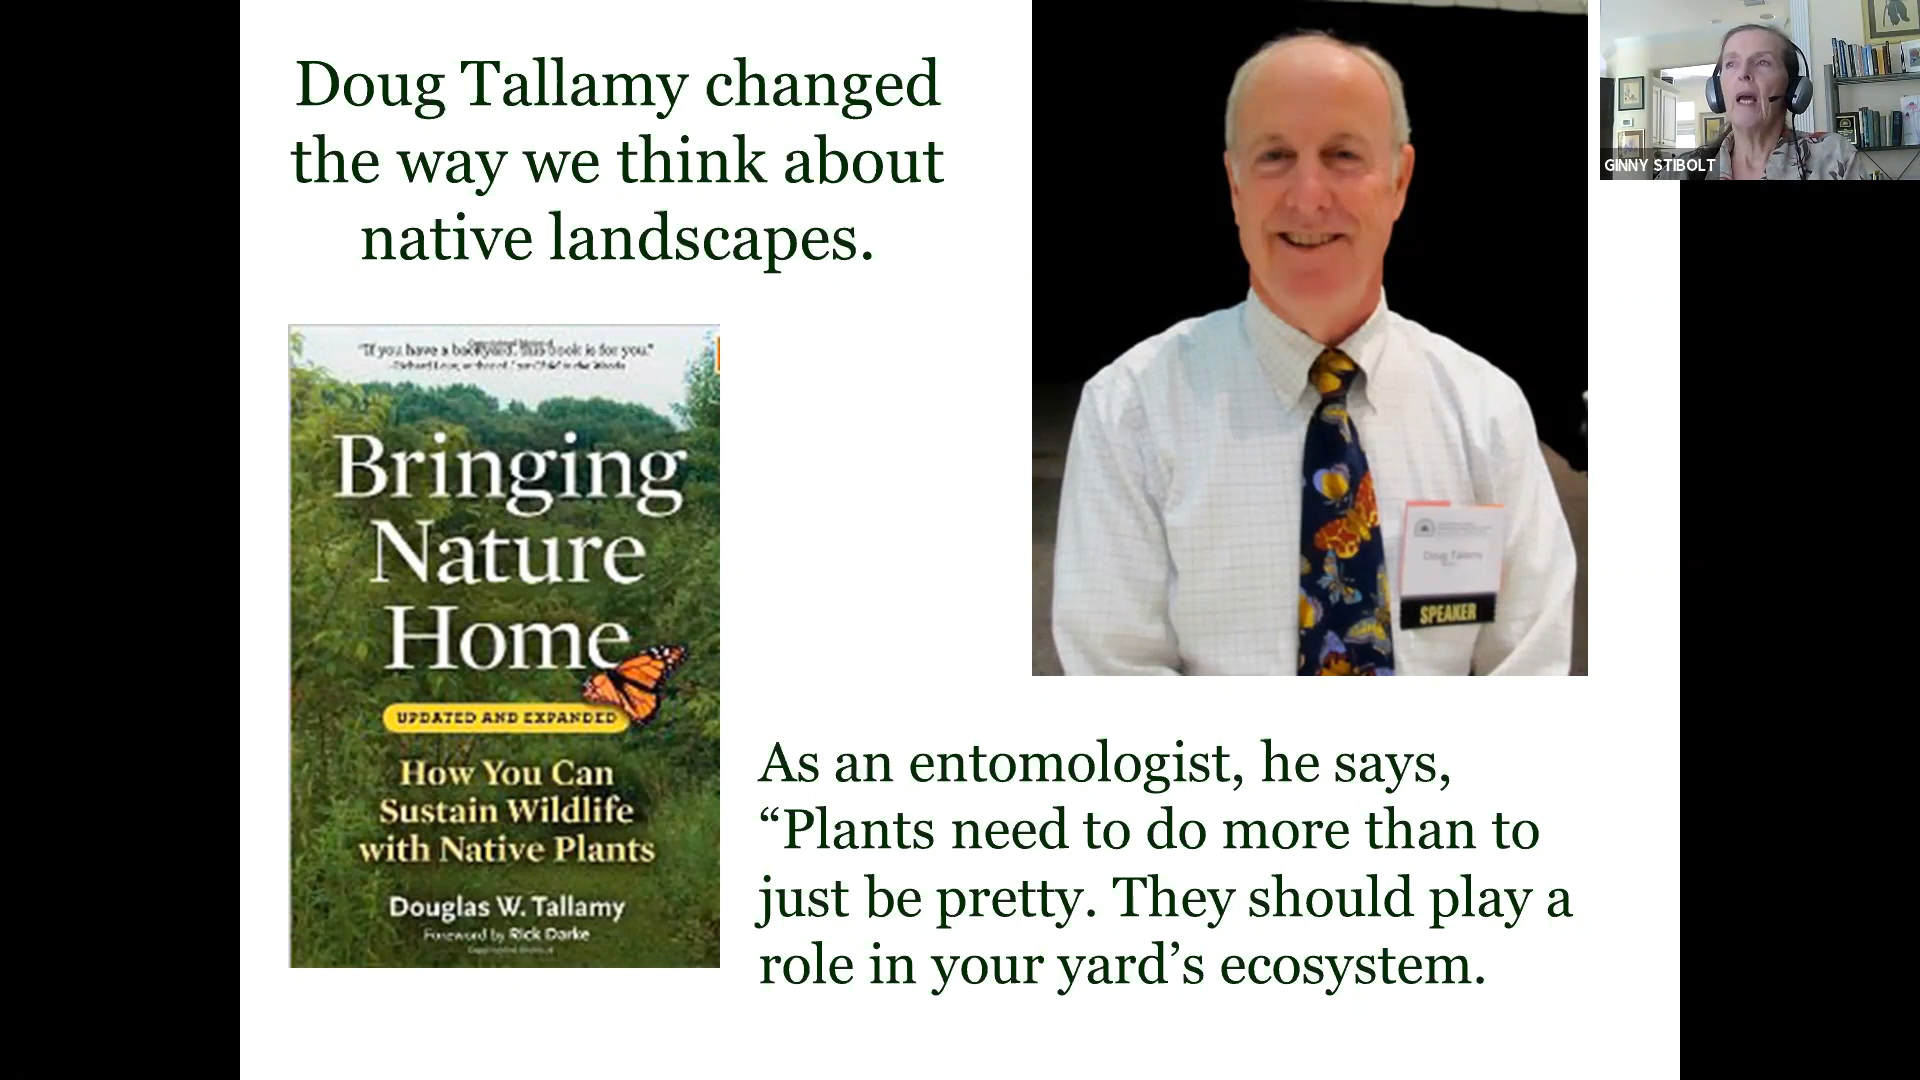 Doug Tallamy changed
the way we think about
native landscapes.
GINNY STIBOLT
"If you have a backyard, this book is for you."
Bringing
Nature
Home
UPDATED AND EXPANDED
How You Can
Sustain Wildlife
with Native Plants
Douglas W. Tallamy
Foreword by Rick Darke
Doug Tallamy
SPEAKER
As an entomologist, he says,
“Plants need to do more than to
just be pretty. They should play a
role in your yard’s ecosystem.